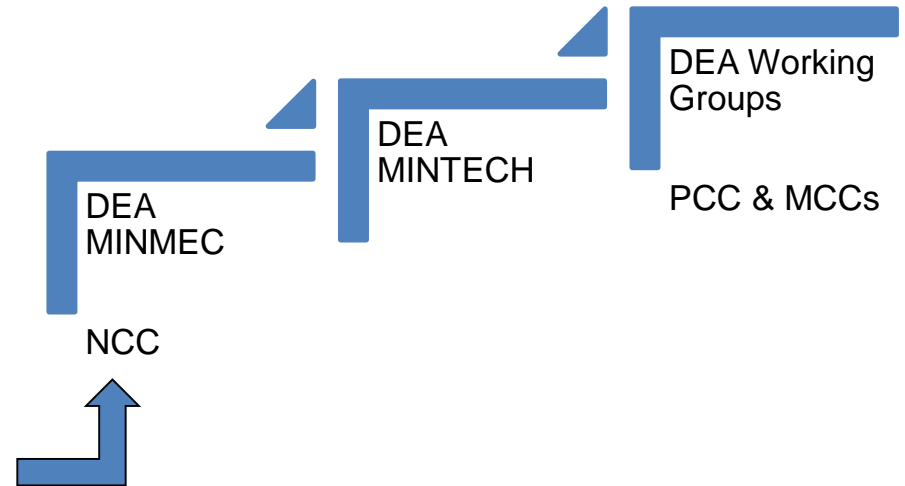 DEA Working
Groups
PCC & MCCs
DEA
MINTECH
DEA
MINMEC
NCC